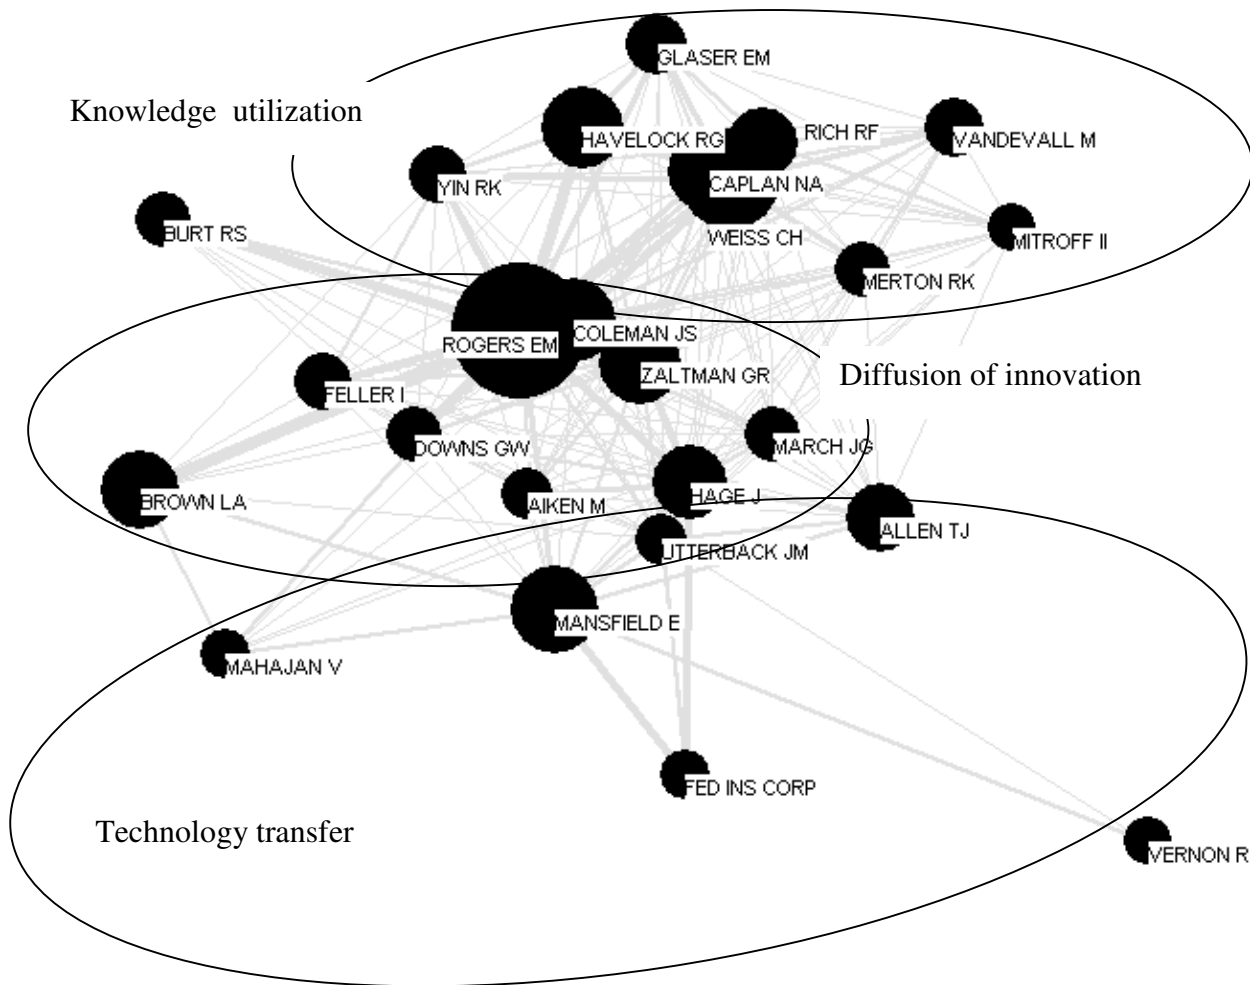 GLASER EM
Knowledge utilization
HAVELOCK RG
RICH RF
VANDEVALL M
YIN RK
CAPLAN NA
BURT RS
WEISS CH
MITROFF II
MERTON RK
COLEMAN JS
ROGERS EM
ZALTMAN GR
Diffusion of innovation
FELLER I
DOWNS GW
MARCH JG
BROWN LA
AIKEN M
HAGE J
ALLEN TJ
UTTERBACK JM
MANSFIELD E
MAHAJAN V
FED INS CORP
Technology transfer
VERNON R